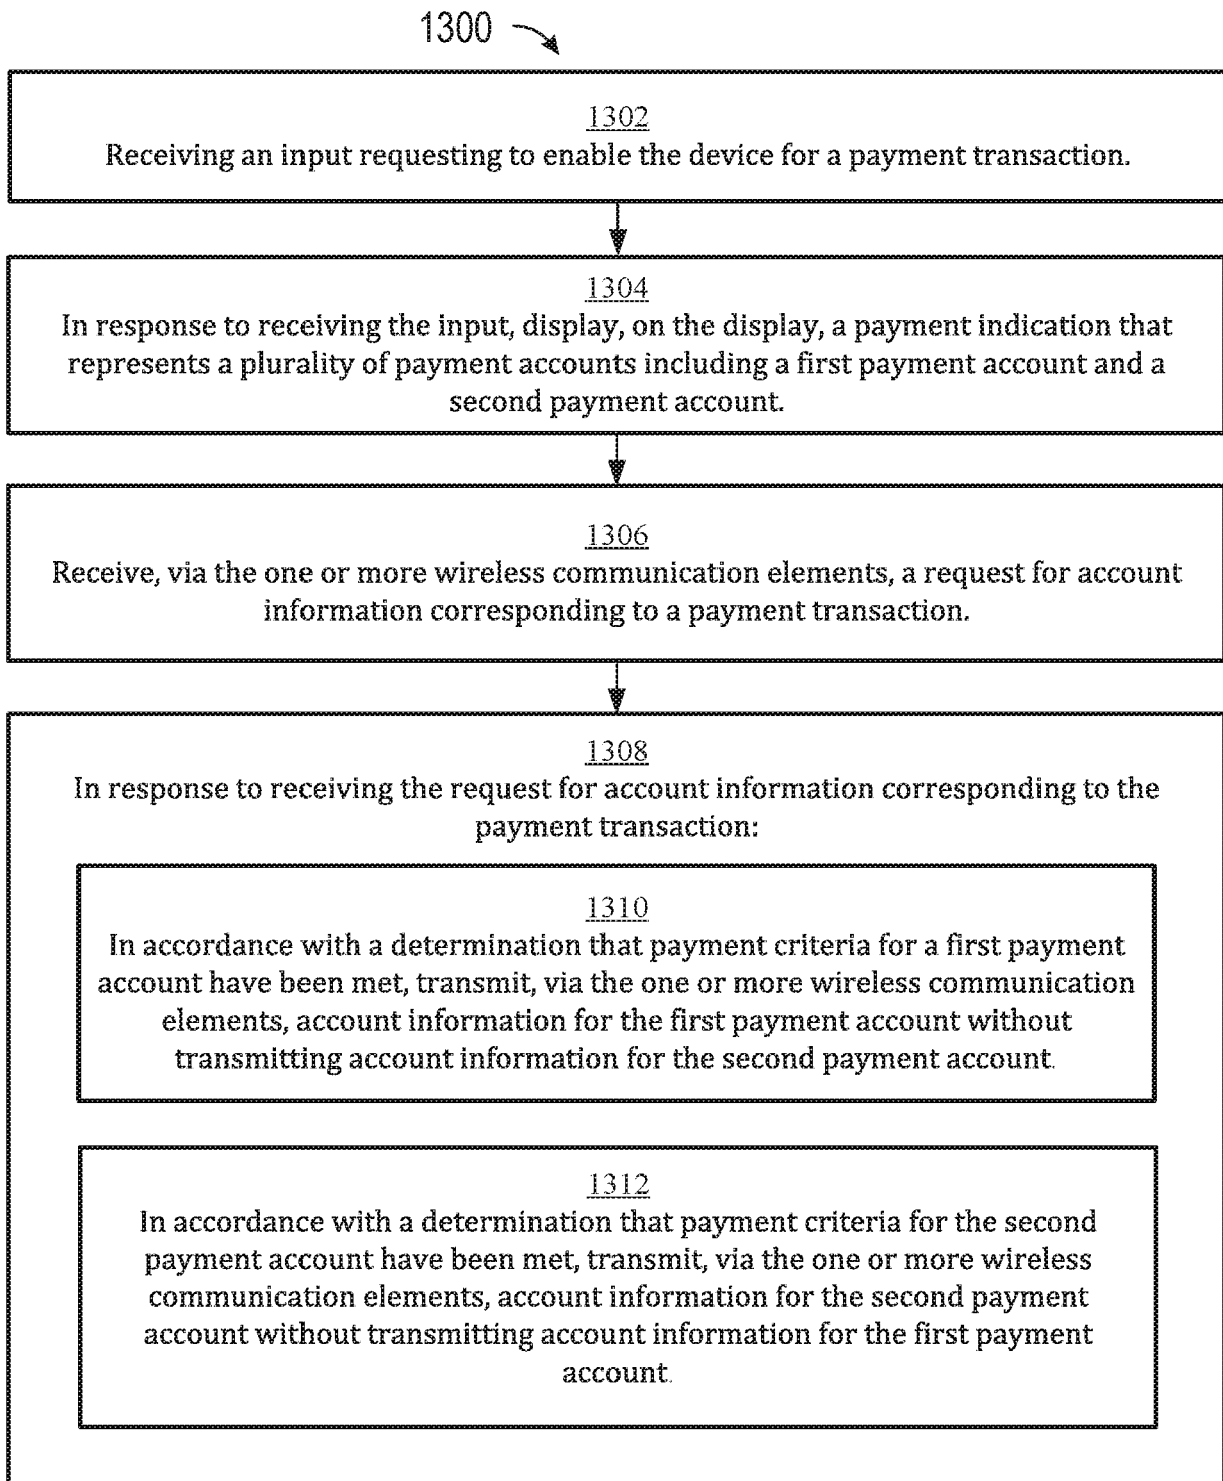 1300
1302
Receiving an input requesting to enable the device for a payment transaction.
1304
In response to receiving the input, display, on the display, a payment indication that
represents a plurality of payment accounts including a first payment account and a
second payment account.
1306
Receive, via the one or more wireless communication elements, a request for account
information corresponding to a payment transaction.
1308
In response to receiving the request for account information corresponding to the
payment transaction:
1310
In accordance with a determination that payment criteria for a first payment
account have been met, transmit, via the one or more wireless communication
elements, account information for the first payment account without
transmitting account information for the second payment account.
1312
In accordance with a determination that payment criteria for the second
payment account have been met, transmit, via the one or more wireless
communication elements, account information for the second payment
account without transmitting account information for the first payment
account.